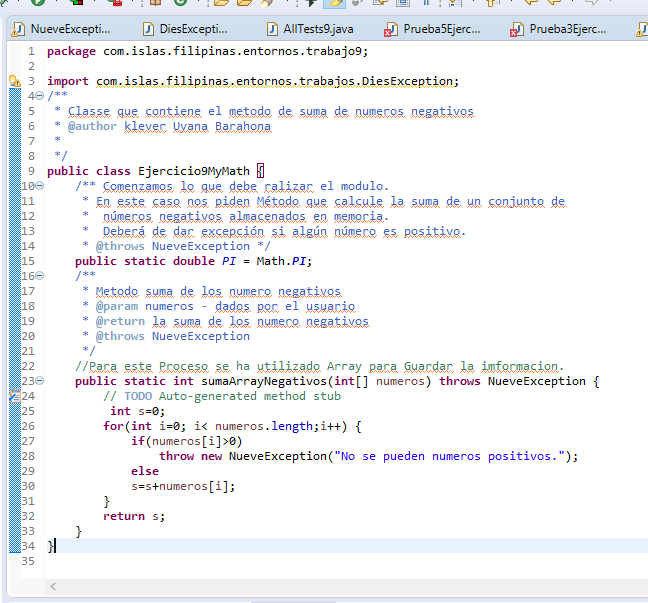 NueveExcepti... DiesExceptio... AllTests9.java Prueba5Ejerc... Prueba3Ejerc...
1 package com.islas.filipinas.entornos.trabajo9;
2
3 import com.islas.filipinas.entornos.trabajos.DiesException;
4 /**
5 * Classe que contiene el metodo de suma de numeros negativos
6 * @author klever Uyana Barahona
7 *
8 */
9 public class Ejercicio9MyMath {
10 /** Comenzamos lo que debe ralizar el modulo.
11 * En este caso nos piden Método que calcule la suma de un conjunto de
12 * números negativos almacenados en memoria.
13 * Deberá de dar excepción si algún número es positivo.
14 * @throws NueveException */
15 public static double PI = Math.PI;
16 /**
17 * Metodo suma de los numero negativos
18 * @param numeros - dados por el usuario
19 * @return la suma de los numero negativos
20 * @throws NueveException
21 */
22 //Para este Proceso se ha utilizado Array para Guardar la imformacion.
23 public static int sumaArrayNegativos(int[] numeros) throws NueveException {
24 // TODO Auto-generated method stub
25 int s=0;
26 for(int i=0; i< numeros.length;i++) {
27 if(numeros[i]>0)
28 throw new NueveException("No se pueden numeros positivos.");
29 else
30 s=s+numeros[i];
31 }
32 return s;
33 }
34 }
35